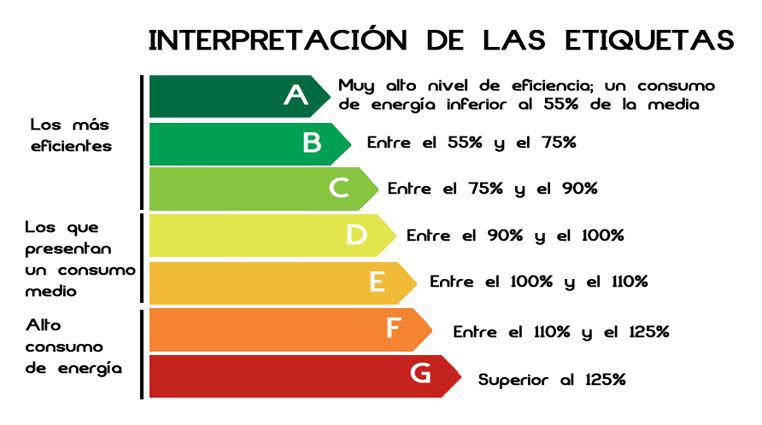 INTERPRETACIÓN DE LAS ETIQUETAS
Los más
eficientes
A
Muy alto nivel de eficiencia; un consumo
de energía inferior al 55% de la media
B
Entre el 55% y el 75%
C
Entre el 75% y el 90%
Los que
presentan
un consumo
medio
D
Entre el 90% y el 100%
E
Entre el 100% y el 110%
Alto
consumo
de energía
F
Entre el 110% y el 125%
G
Superior al 125%